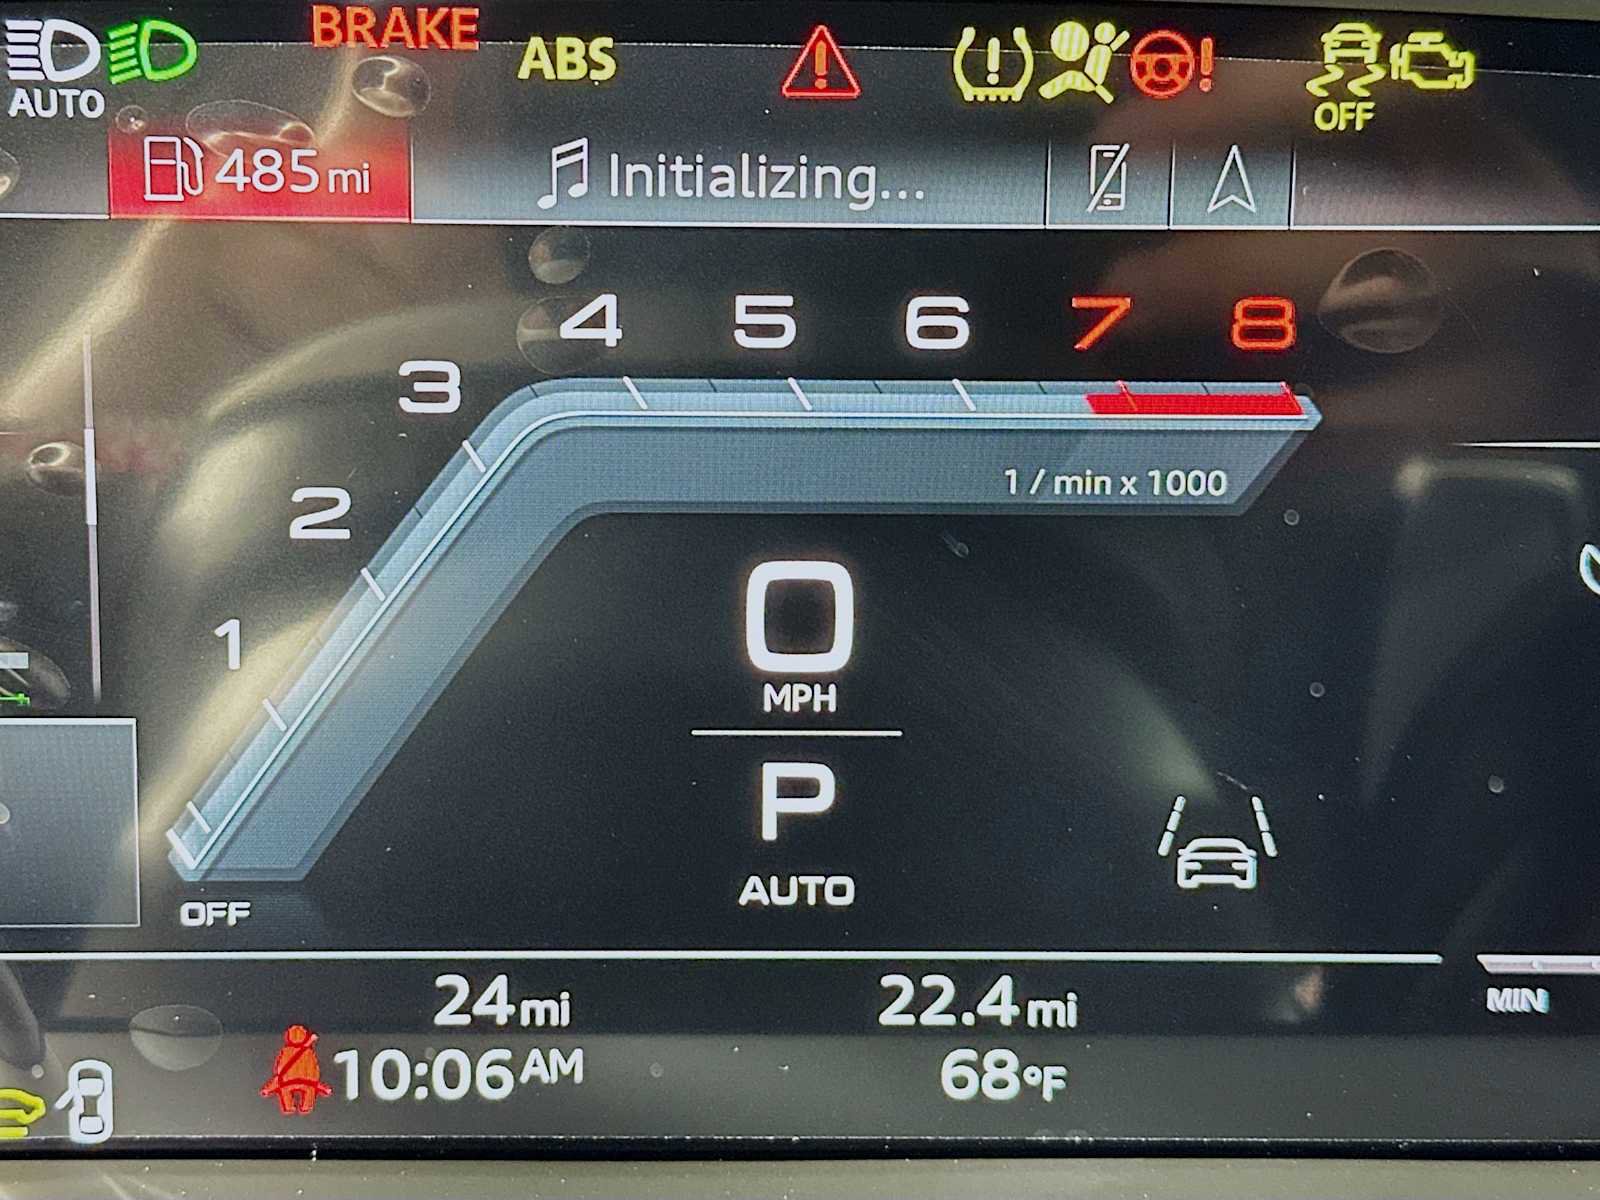 BRAKE
ABS
AUTO
OFF
485 mi
Initializing...
4 5 6 7 8
3
1 / min x 1000
2
0
1
MPH
P
AUTO
OFF
24 mi
22.4 mi
MIN
10:06 AM
68°F